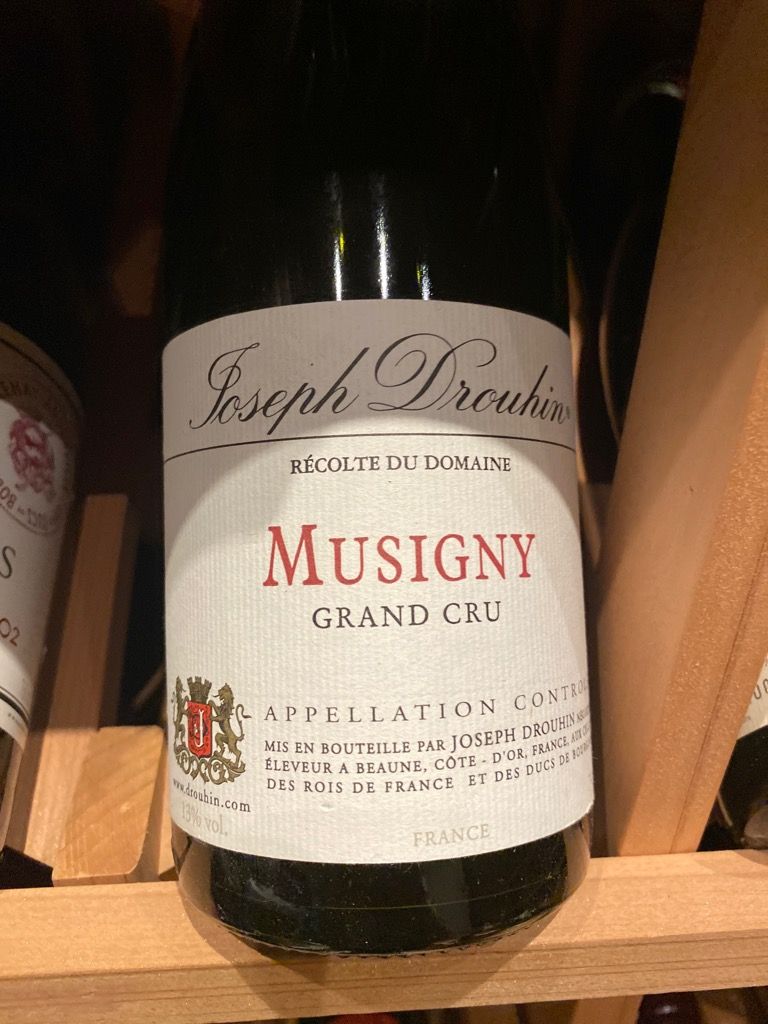 Joseph Drouhin
RÉCOLTE DU DOMAINE
MUSIGNY
GRAND CRU
APPELLATION
MIS EN BOUTEILLE PAR JOSEPH DROUHIN
ÉLEVEUR A BEAUNE, CÔTE - D'OR, FRANCE, AUX
DES ROIS DE FRANCE ET DES DUCS DE
www.drouhin.com
13% vol.
FRANCE
J
S
02